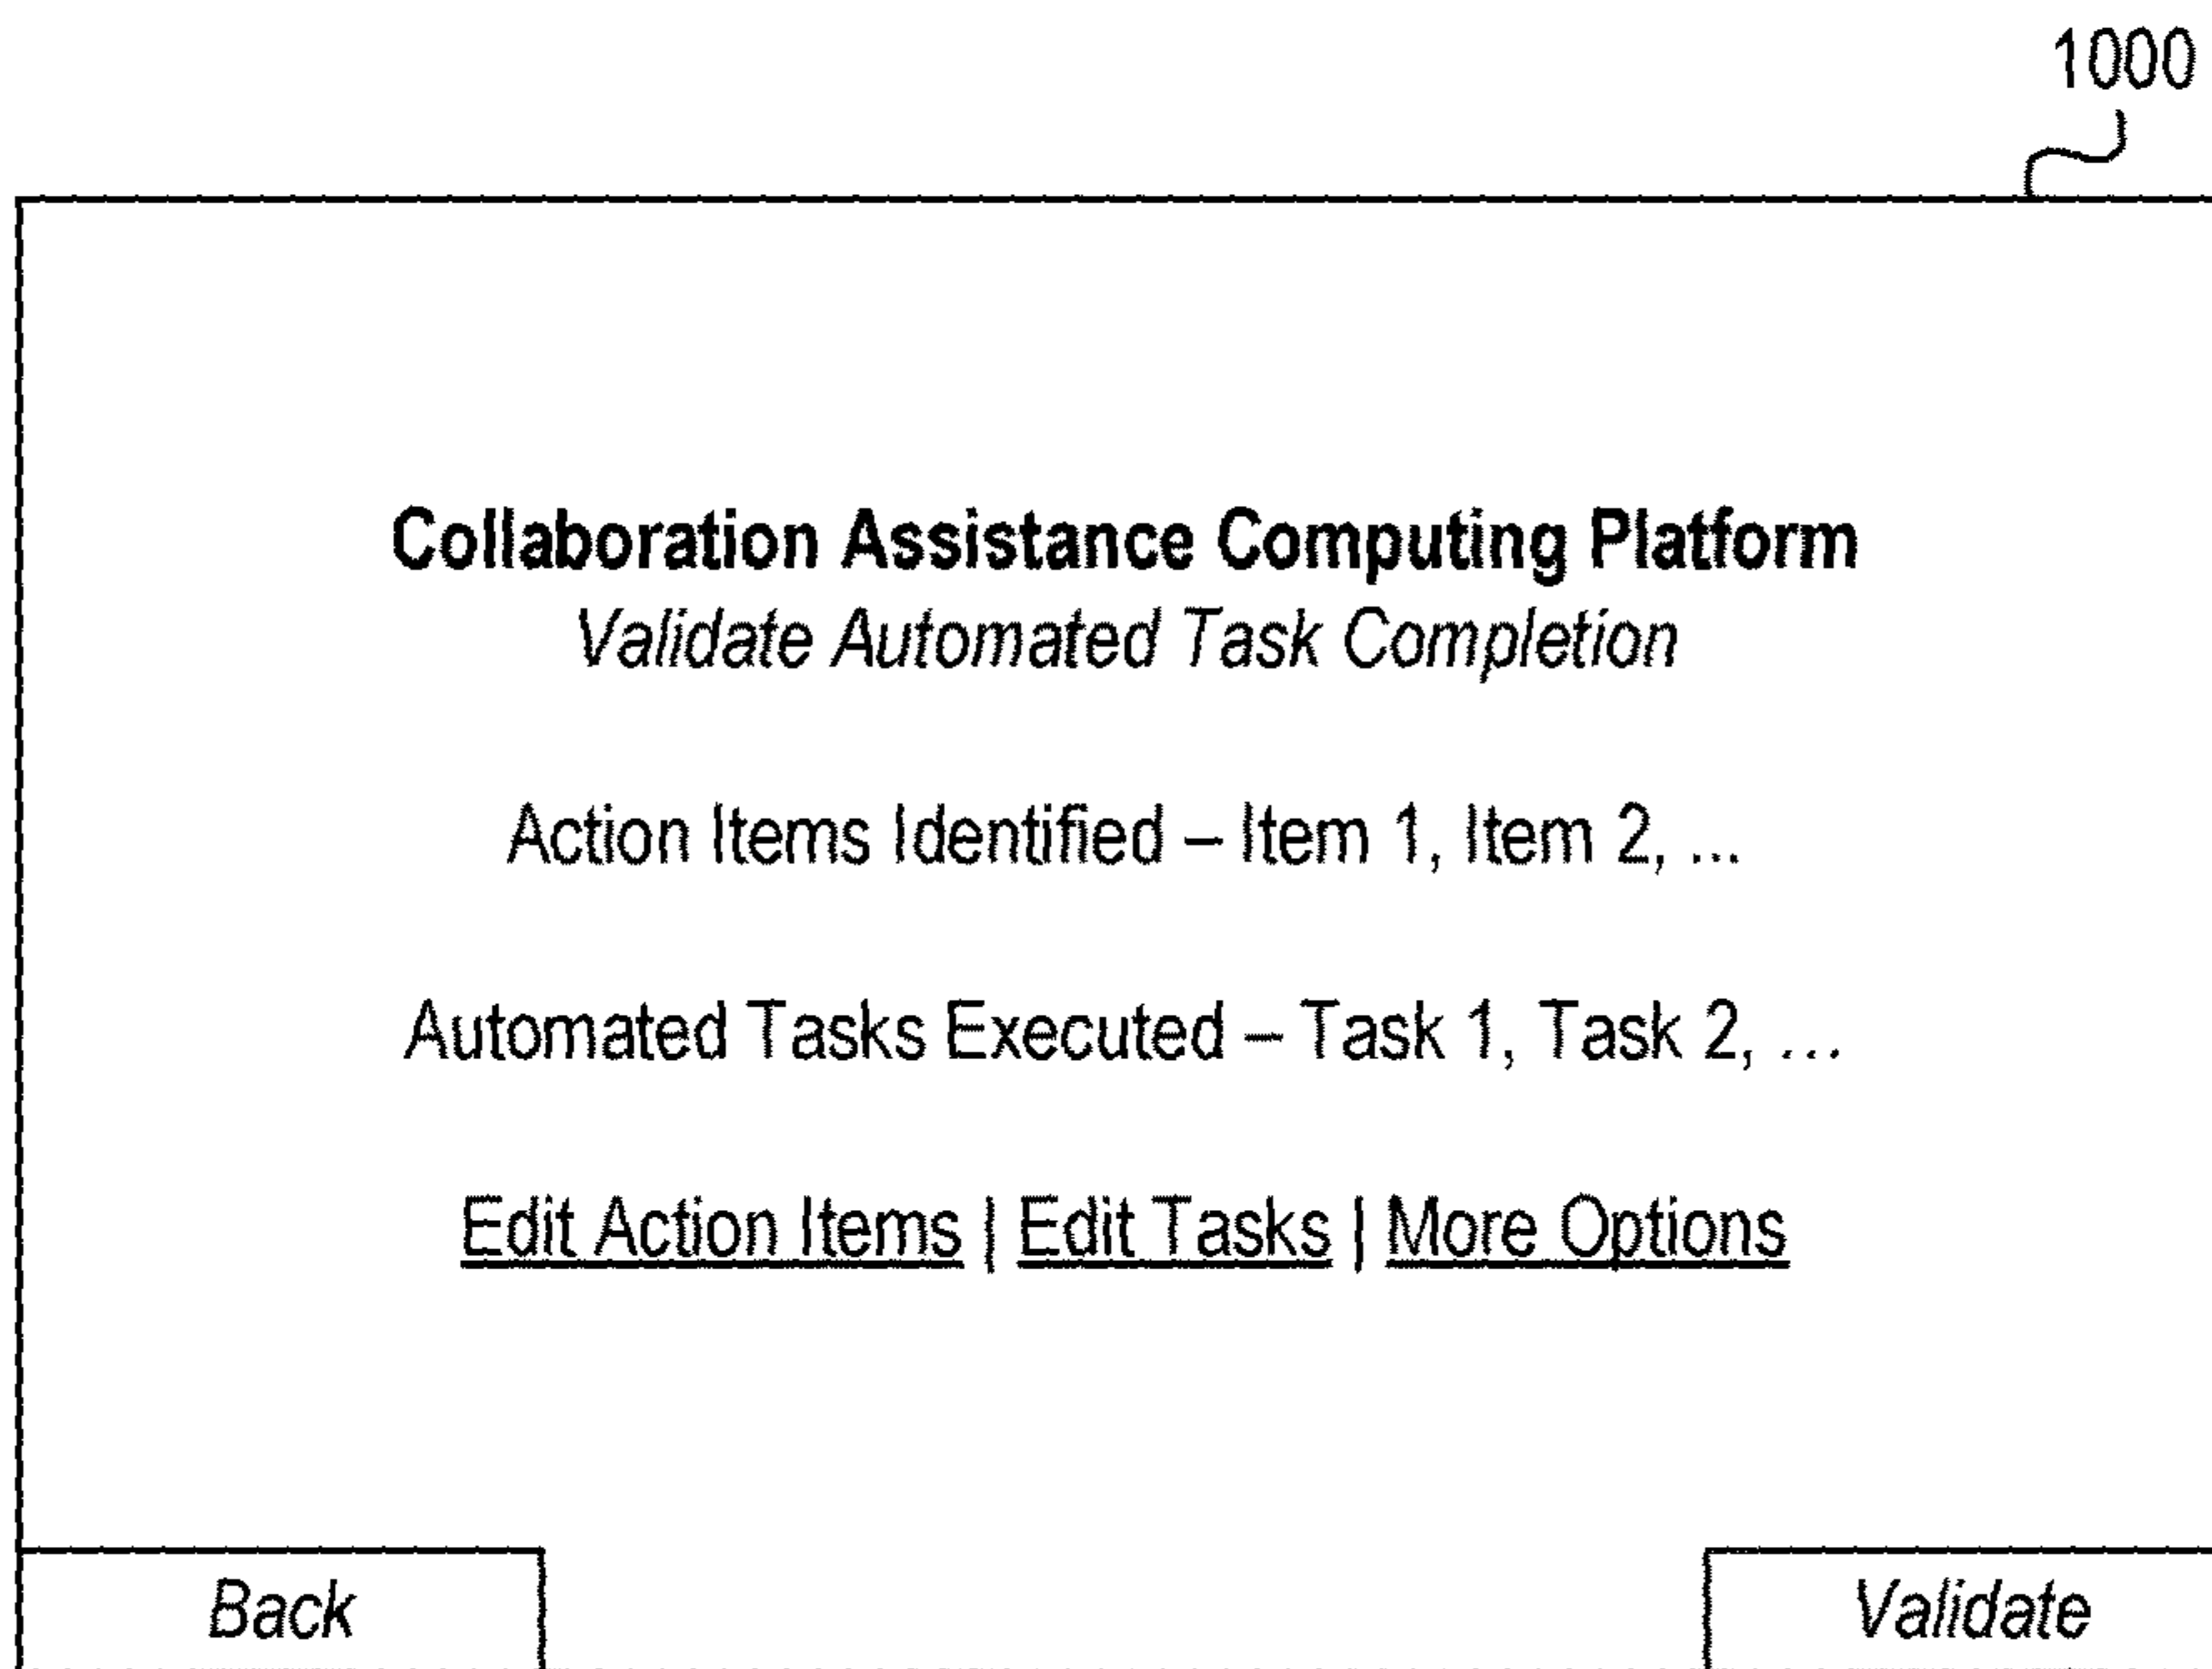 1000
Collaboration Assistance Computing Platform
Validate Automated Task Completion
Action Items Identified – Item 1, Item 2, ...
Automated Tasks Executed – Task 1, Task 2, ...
Edit Action Items | Edit Tasks | More Options
Back
Validate